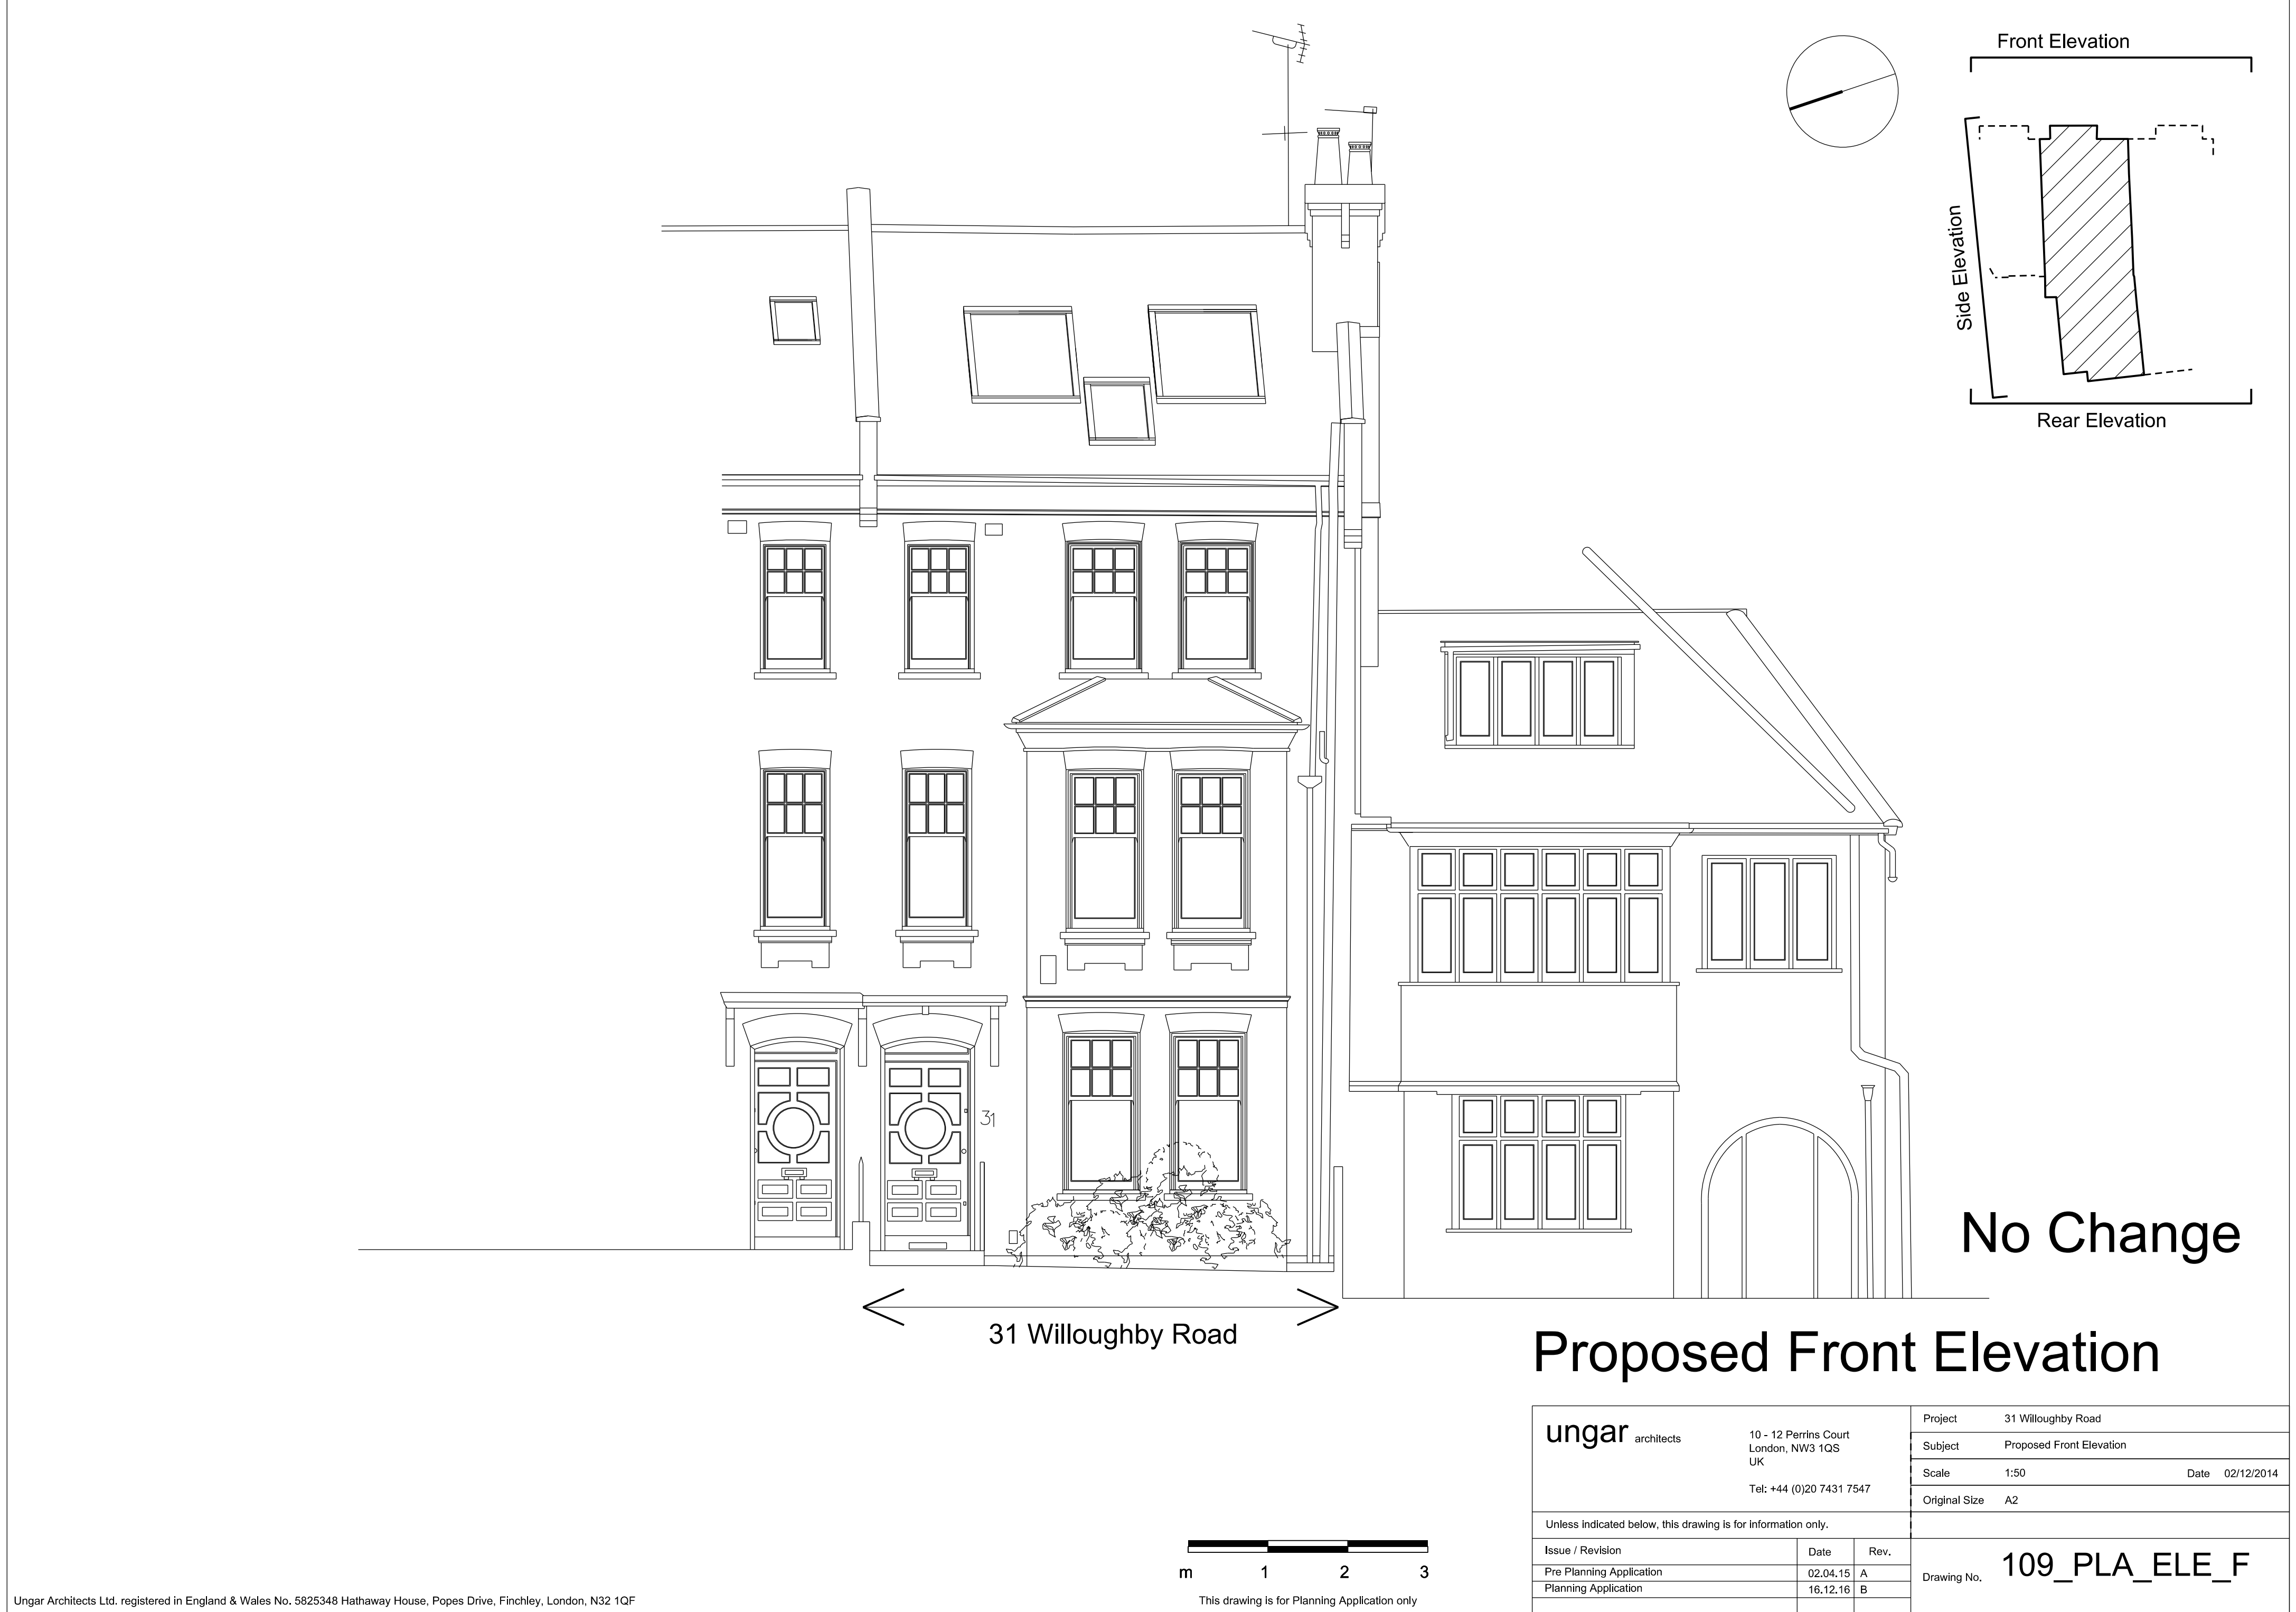 Front Elevation
Side Elevation
Rear Elevation
31
No Change
31 Willoughby Road
Proposed Front Elevation
ungar architects
10 - 12 Perrins Court
London, NW3 1QS
UK
Tel: +44 (0)20 7431 7547
Project 31 Willoughby Road
Subject Proposed Front Elevation
Scale 1:50 Date 02/12/2014
Original Size A2
Unless indicated below, this drawing is for information only.
Issue / Revision Date Rev.
Pre Planning Application 02.04.15 A
Planning Application 16.12.16 B
Drawing No. 109_PLA_ELE_F
m 1 2 3
This drawing is for Planning Application only
Ungar Architects Ltd. registered in England & Wales No. 5825348 Hathaway House, Popes Drive, Finchley, London, N32 1QF